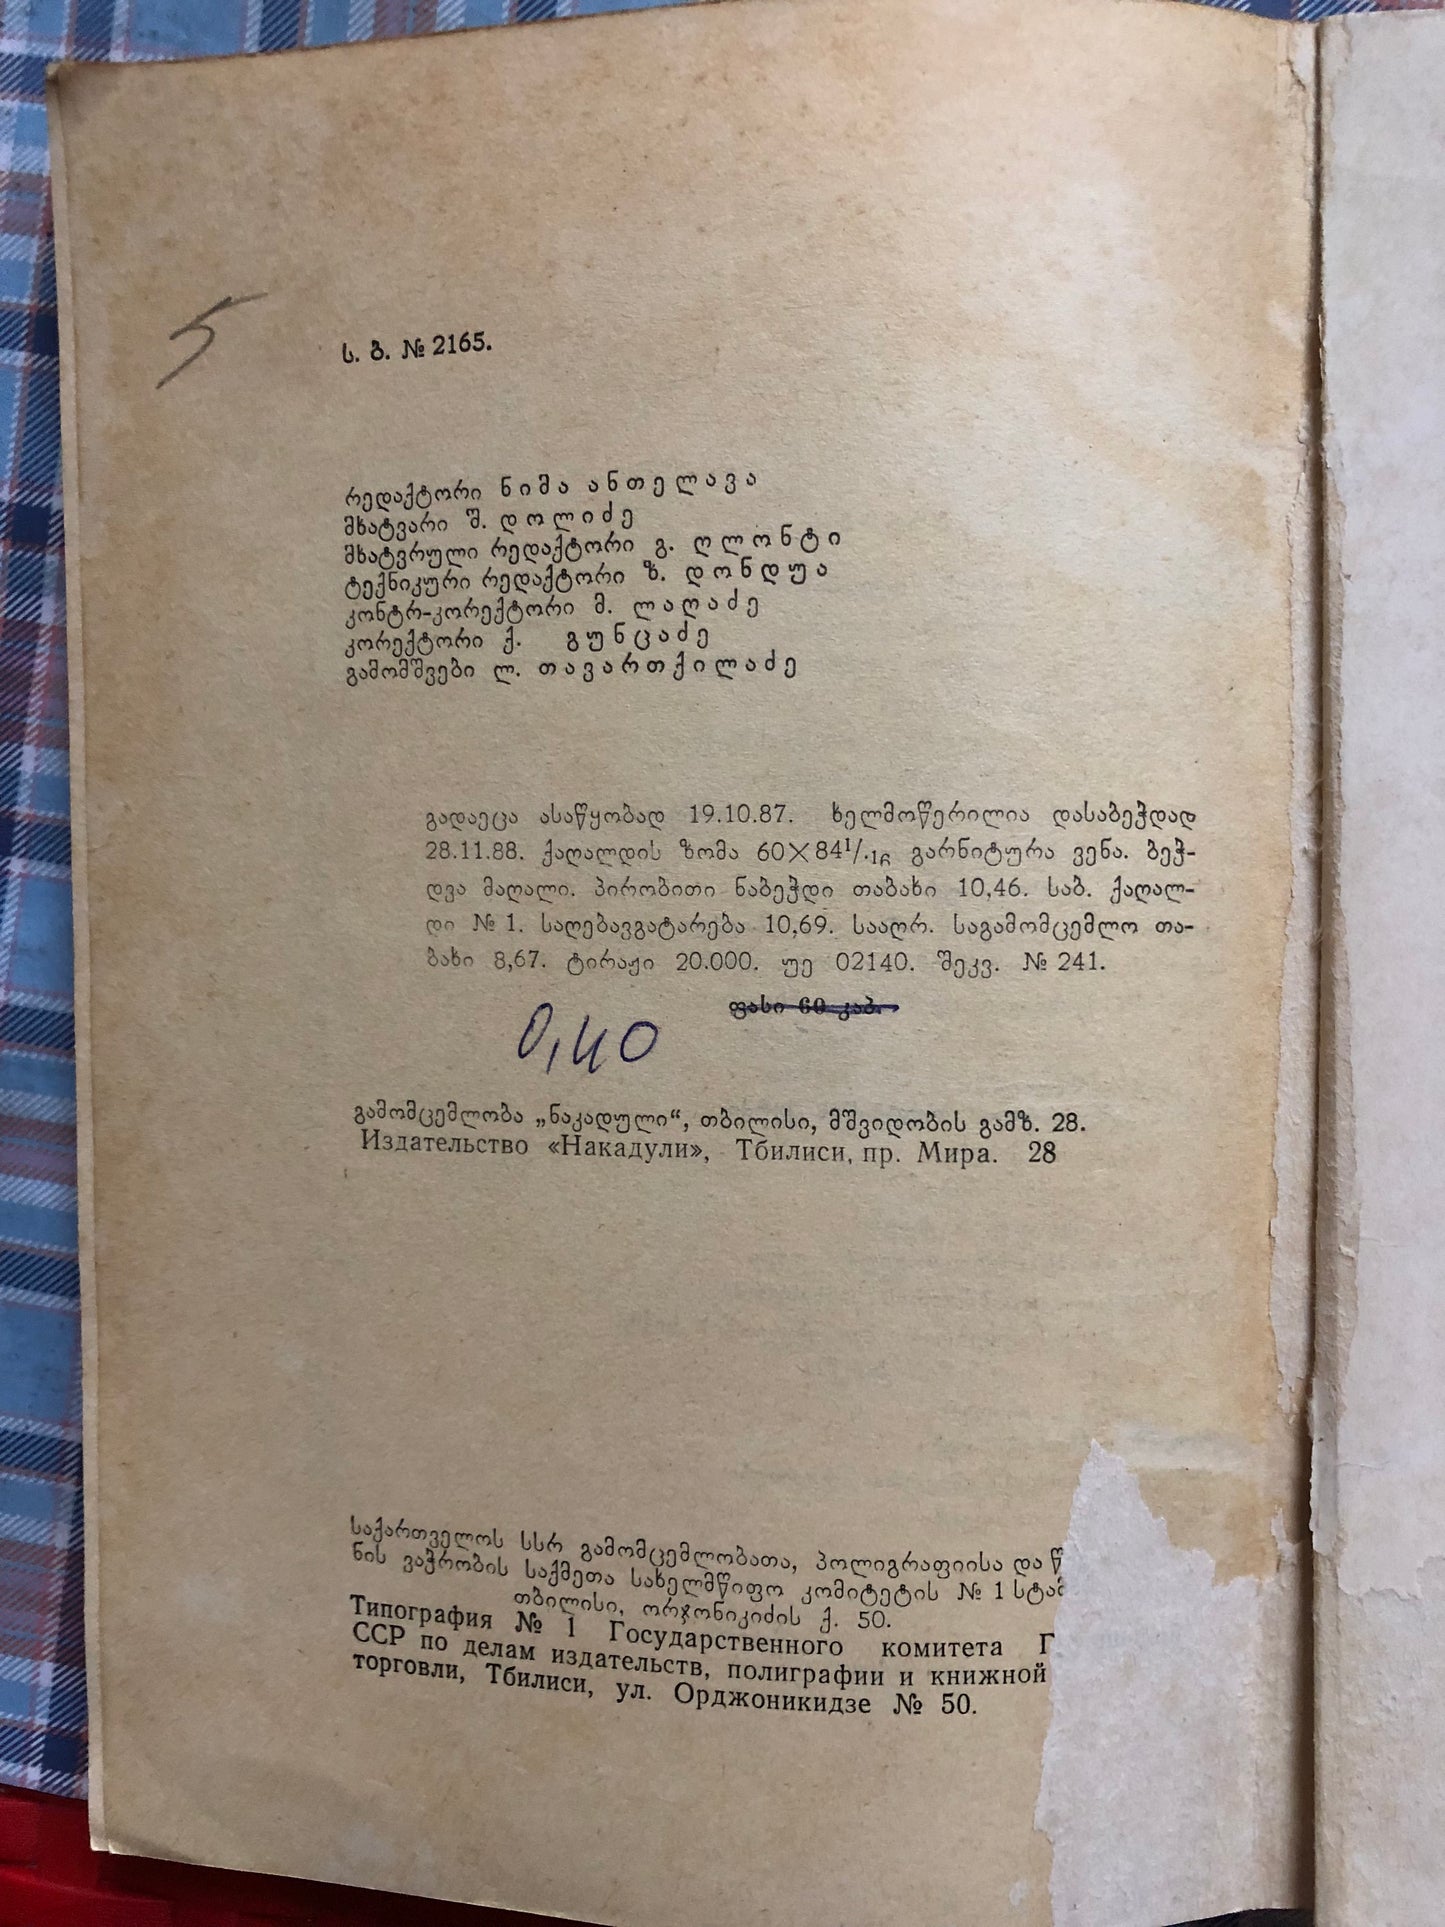 5
ს. ბ. № 2165.
რედაქტორი ნიმა ანთელავა
მხატვარი შ. დოლიძე
მხატვრული რედაქტორი გ. ღლონტი
ტექნიკური რედაქტორი ზ. დონდუა
კონტრ-კორექტორი მ. ლაღაძე
კორექტორი ქ. გუნცაძე
გამომშვები ლ. თავართქილაძე
გადაეცა ასაწყობად 19.10.87. ხელმოწერილია დასაბეჭდად
28.11.88. ქაღალდის ზომა 60×84¹/.₁₆ გარნიტურა ვენა. ბეჭ-
დვა მაღალი. პირობითი ნაბეჭდი თაბახი 10,46. საბ. ქაღალ-
დი № 1. საღებავგატარება 10,69. სააღრ. საგამომცემლო თა-
ბახი 8,67. ტირაჟი 20.000. უე 02140. შეკვ. № 241.
ფასი 60 კაპ.
0,40
გამომცემლობა „ნაკადული“, თბილისი, მშვიდობის გამზ. 28.
Издательство «Накадули», Тбилиси, пр. Мира. 28
საქართველოს სსრ გამომცემლობათა, პოლიგრაფიისა და წ
ნის ვაჭრობის საქმეთა სახელმწიფო კომიტეტის № 1 სტამ
თბილისი, ორჯონიკიძის ქ. 50.
Типография № 1 Государственного комитета Г
ССР по делам издательств, полиграфии и книжной
торговли, Тбилиси, ул. Орджоникидзе № 50.